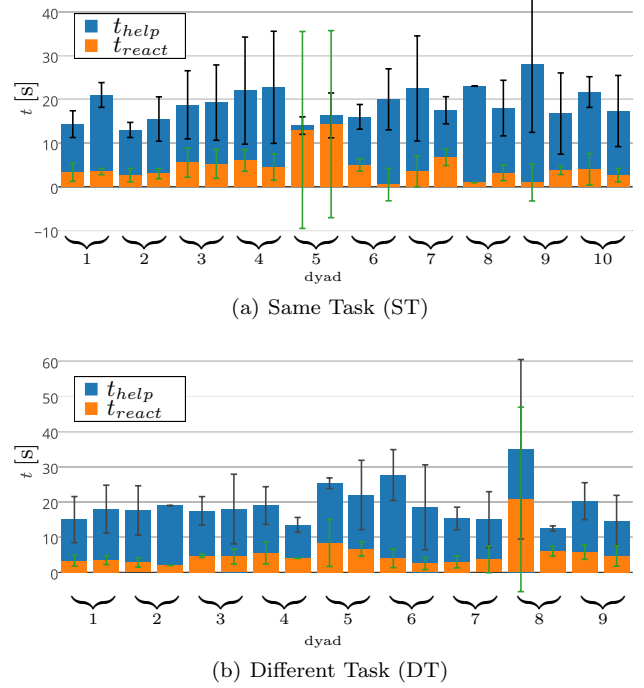 40
t_help
t_react
30
20
10
0
−10
t [s]
1 2 3 4 5 6 7 8 9 10
dyad
(a) Same Task (ST)
60
t_help
t_react
50
40
30
20
10
0
t [s]
1 2 3 4 5 6 7 8 9
dyad
(b) Different Task (DT)